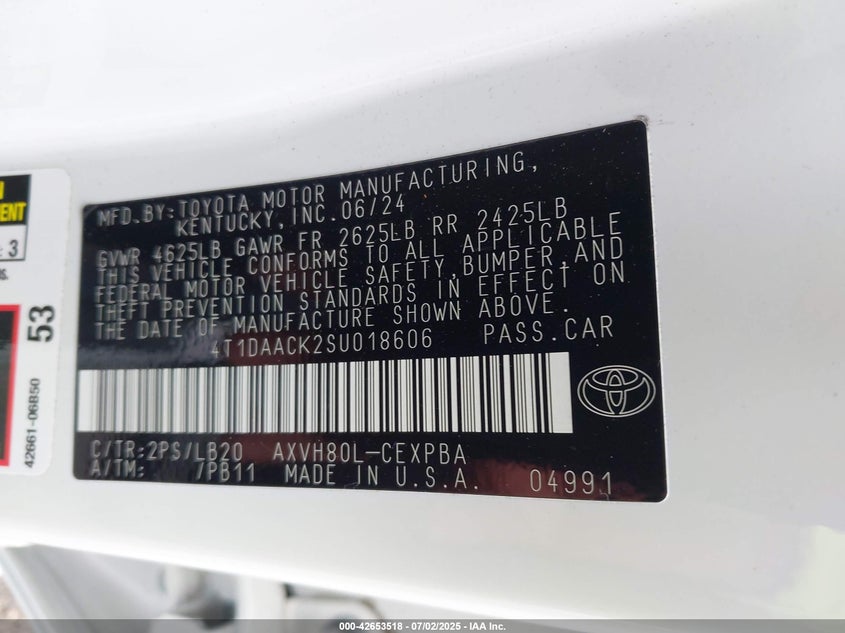 MFD. BY: TOYOTA MOTOR MANUFACTURING,
KENTUCKY, INC. 06/24
GVWR 4625LB GAWR FR 2625LB RR 2425LB
THIS VEHICLE CONFORMS TO ALL APPLICABLE
FEDERAL MOTOR VEHICLE SAFETY, BUMPER, AND
THEFT PREVENTION STANDARDS IN EFFECT ON
THE DATE OF MANUFACTURE SHOWN ABOVE.
4T1DAACK2SU018606 PASS. CAR
C/TR: 2PS/LB20 AXVH80L-CEXPBA
A/TM: 7PB11 MADE IN U.S.A. 04991
3
53
42661-06B50
000-42653518 - 07/02/2025 - IAA Inc.